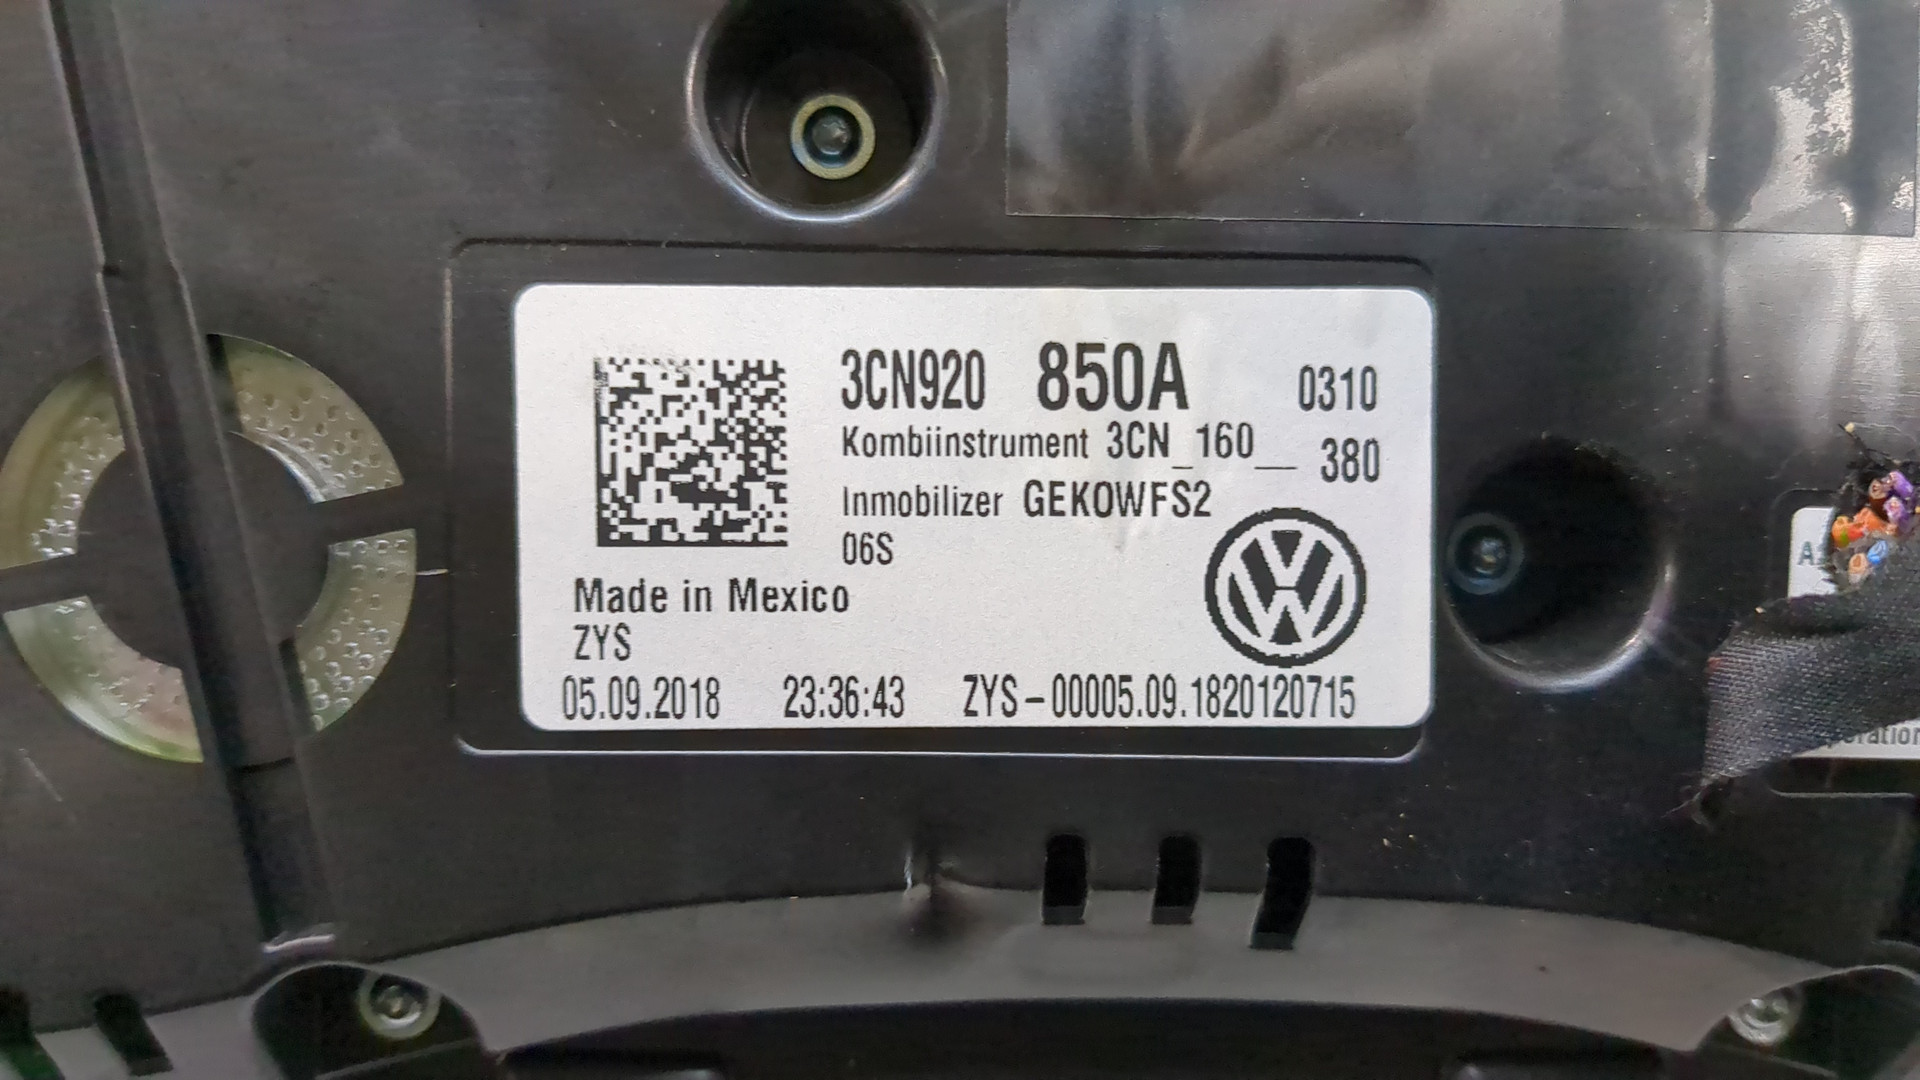 3CN920 850A 0310
Kombiinstrument 3CN_160__ 380
Inmobilizer GEKOWFS2
06S
Made in Mexico
ZYS
05.09.2018 23:36:43 ZYS-00005.09.1820120715